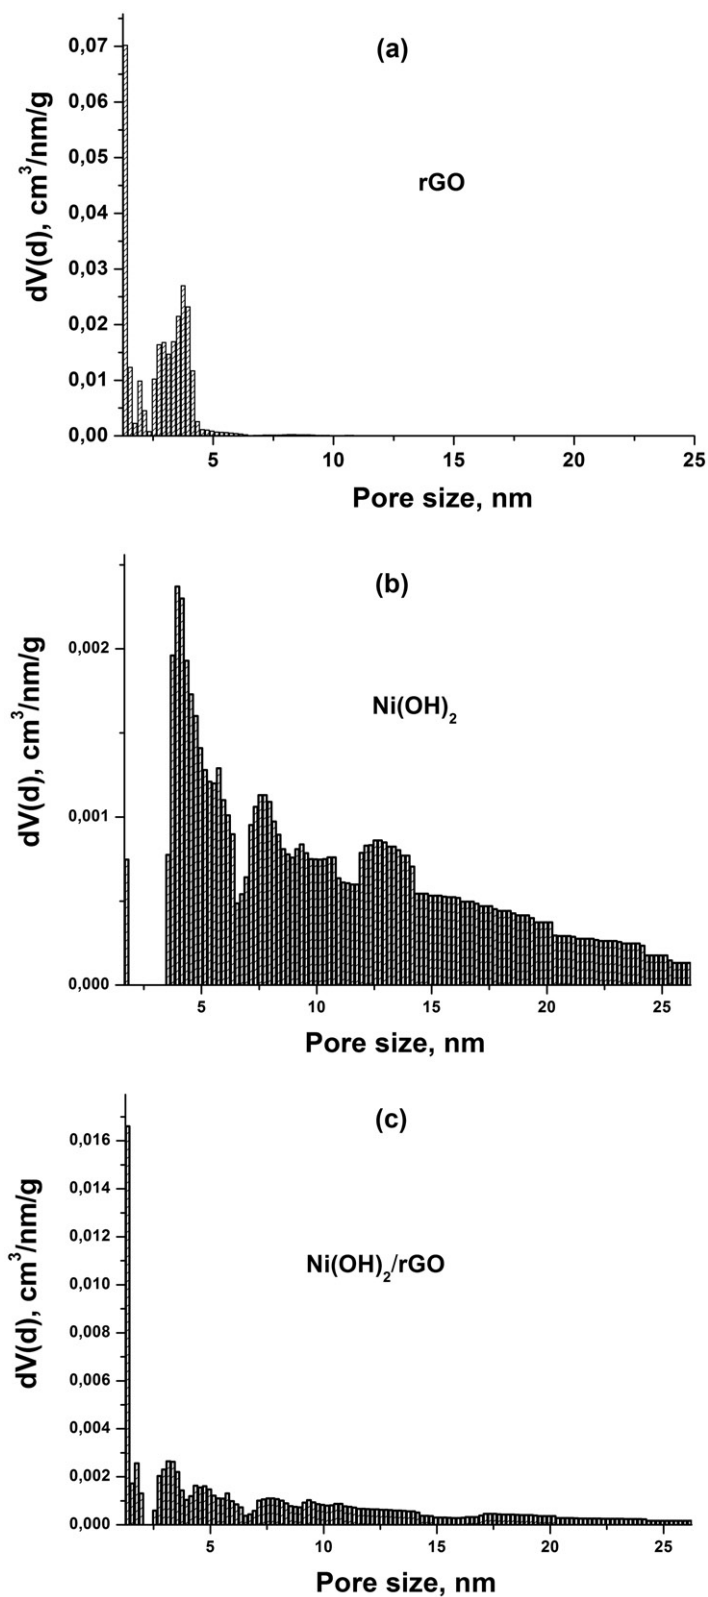 (a)
rGO
dV(d), cm³/nm/g
0,07
0,06
0,05
0,04
0,03
0,02
0,01
0,00
5 10 15 20 25
Pore size, nm
(b)
Ni(OH)₂
dV(d), cm³/nm/g
0,002
0,001
0,000
5 10 15 20 25
Pore size, nm
(c)
Ni(OH)₂/rGO
dV(d), cm³/nm/g
0,016
0,014
0,012
0,010
0,008
0,006
0,004
0,002
0,000
5 10 15 20 25
Pore size, nm